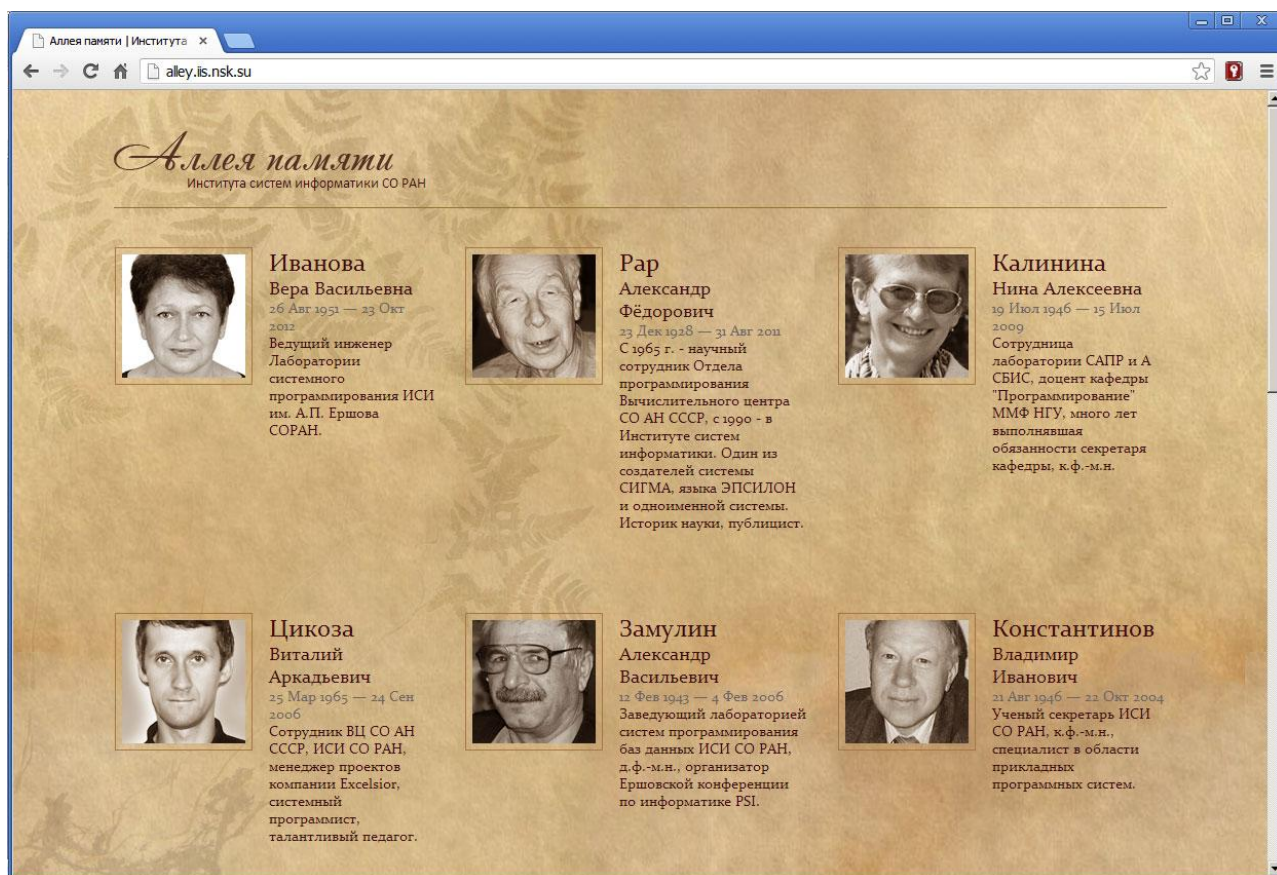 Аллея памяти | Института
alley.iis.nsk.su
Аллея памяти
Института систем информатики СО РАН
Иванова
Вера Васильевна
26 Авг 1951 — 23 Окт
2012
Ведущий инженер
Лаборатории
системного
программирования ИСИ
им. А.П. Ершова
СОРАН.
Рар
Александр
Фёдорович
23 Дек 1928 — 31 Авг 2011
С 1965 г. - научный
сотрудник Отдела
программирования
Вычислительного центра
СО АН СССР, с 1990 - в
Институте систем
информатики. Один из
создателей системы
СИГМА, языка ЭПСИЛОН
и одноименной системы.
Историк науки, публицист.
Калинина
Нина Алексеевна
19 Июл 1946 — 15 Июл
2009
Сотрудница
лаборатории САПР и А
СБИС, доцент кафедры
"Программирование"
ММФ НГУ, много лет
выполнявшая
обязанности секретаря
кафедры, к.ф.-м.н.
Цикоза
Виталий
Аркадьевич
25 Мар 1965 — 24 Сен
2006
Сотрудник ВЦ СО АН
СССР, ИСИ СО РАН,
менеджер проектов
компании Excelsior,
системный
программист,
талантливый педагог.
Замулин
Александр
Васильевич
12 Фев 1943 — 4 Фев 2006
Заведующий лабораторией
систем программирования
баз данных ИСИ СО РАН,
д.ф.-м.н., организатор
Ершовской конференции
по информатике PSI.
Константинов
Владимир
Иванович
21 Авг 1946 — 22 Окт 2004
Ученый секретарь ИСИ
СО РАН, к.ф.-м.н.,
специалист в области
прикладных
программных систем.